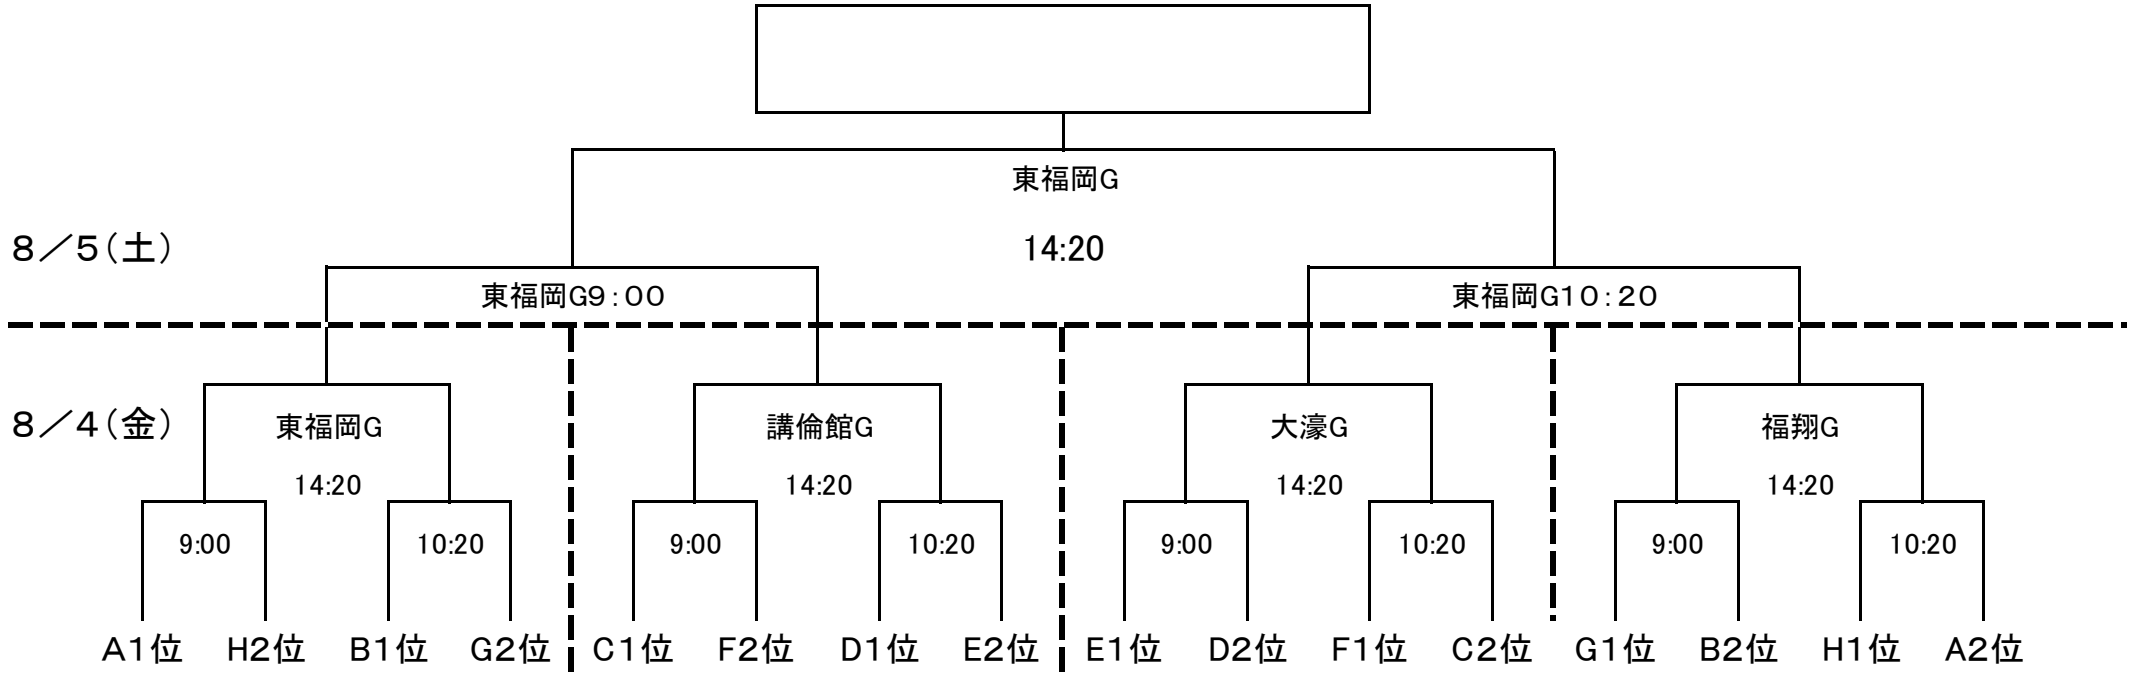 東福岡G
8/5(土)
14:20
東福岡G9:00
東福岡G10:20
8/4(金)
東福岡G
講倫館G
大濠G
福翔G
14:20
14:20
14:20
14:20
9:00
10:20
9:00
10:20
9:00
10:20
9:00
10:20
A1位
H2位
B1位
G2位
C1位
F2位
D1位
E2位
E1位
D2位
F1位
C2位
G1位
B2位
H1位
A2位